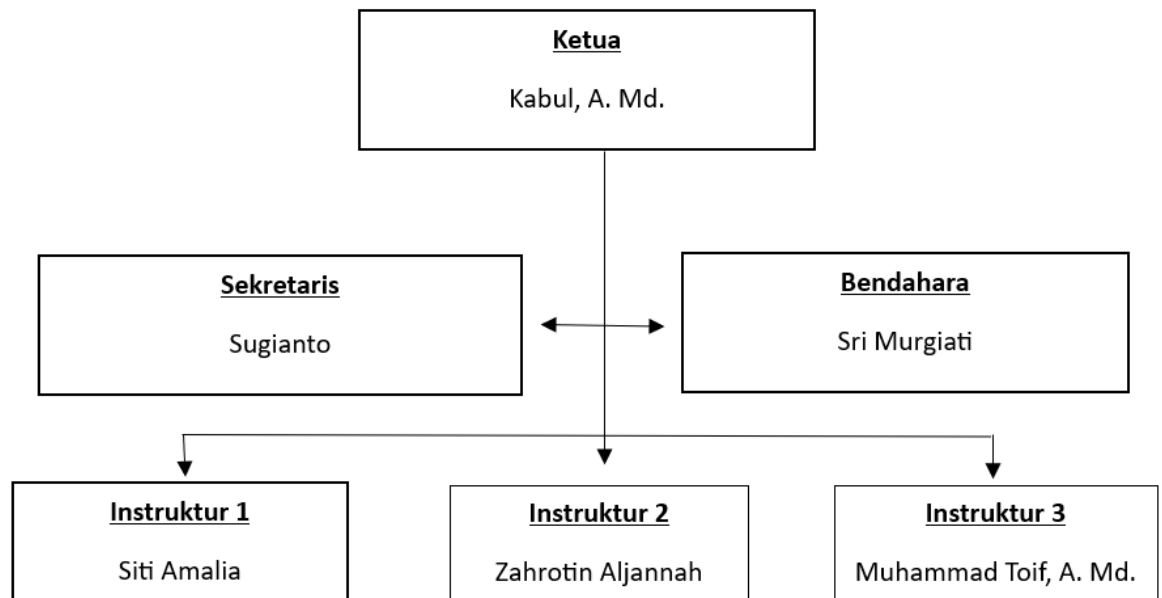 Ketua
Kabul, A. Md.
Sekretaris
Sugianto
Bendahara
Sri Murgiati
Instruktur 1
Siti Amalia
Instruktur 2
Zahrotin Aljannah
Instruktur 3
Muhammad Toif, A. Md.